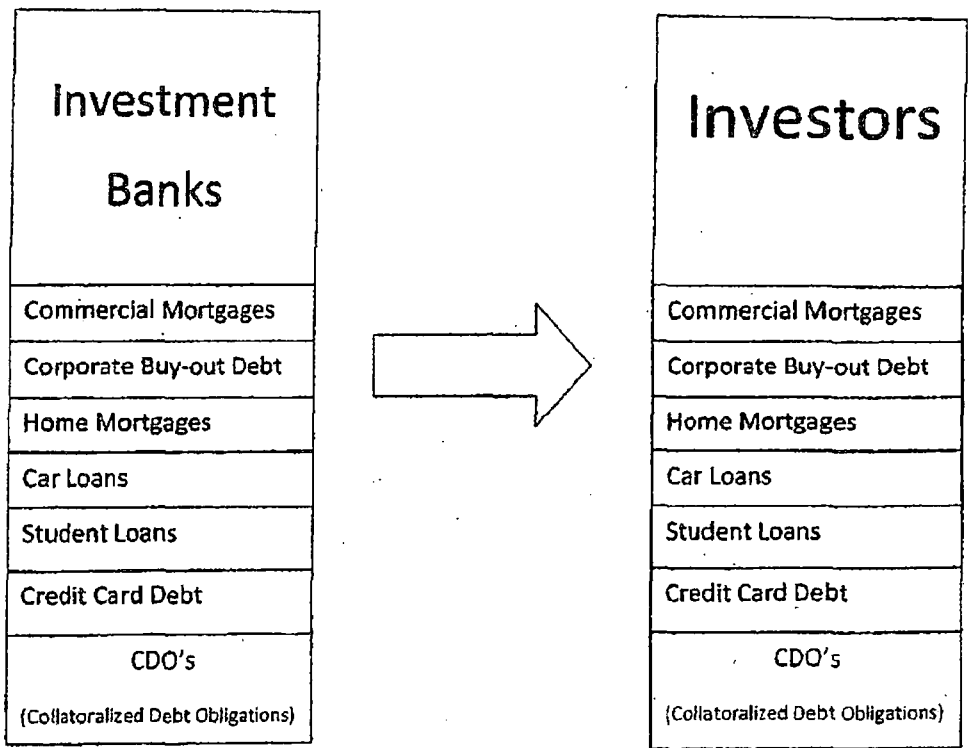 Investment
Banks
Commercial Mortgages
Corporate Buy-out Debt
Home Mortgages
Car Loans
Student Loans
Credit Card Debt
CDO's
(Collatoralized Debt Obligations)
Investors
Commercial Mortgages
Corporate Buy-out Debt
Home Mortgages
Car Loans
Student Loans
Credit Card Debt
CDO's
(Collatoralized Debt Obligations)